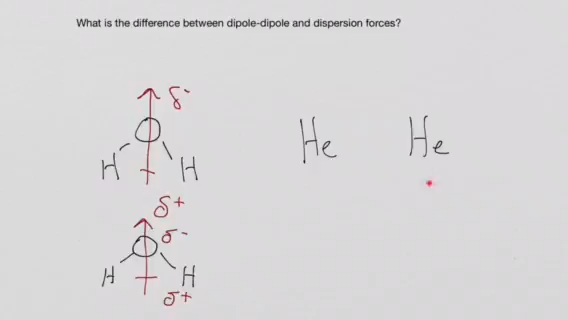 What is the difference between dipole-dipole and dispersion forces?
δ-
O
H H
He He
δ+
δ-
O
H H
δ+